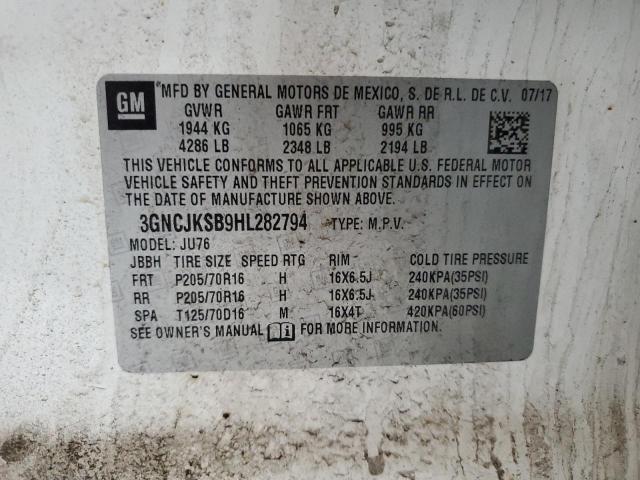 GM
*MFD BY GENERAL MOTORS DE MEXICO, S. DE R.L. DE C.V. 07/17
GVWR GAWR FRT GAWR RR
1944 KG 1065 KG 995 KG
4286 LB 2348 LB 2194 LB
THIS VEHICLE CONFORMS TO ALL APPLICABLE U.S. FEDERAL MOTOR
VEHICLE SAFETY AND THEFT PREVENTION STANDARDS IN EFFECT ON
THE DATE OF MANUFACTURE SHOWN ABOVE.
3GNCJKSB9HL282794 TYPE: M.P.V.
MODEL: JU76
JBBH TIRE SIZE SPEED RTG RIM COLD TIRE PRESSURE
FRT P205/70R16 H 16X6.5J 240KPA(35PSI)
RR P205/70R16 H 16X6.5J 240KPA(35PSI)
SPA T125/70D16 M 16X4T 420KPA(60PSI)
SEE OWNER'S MANUAL FOR MORE INFORMATION.